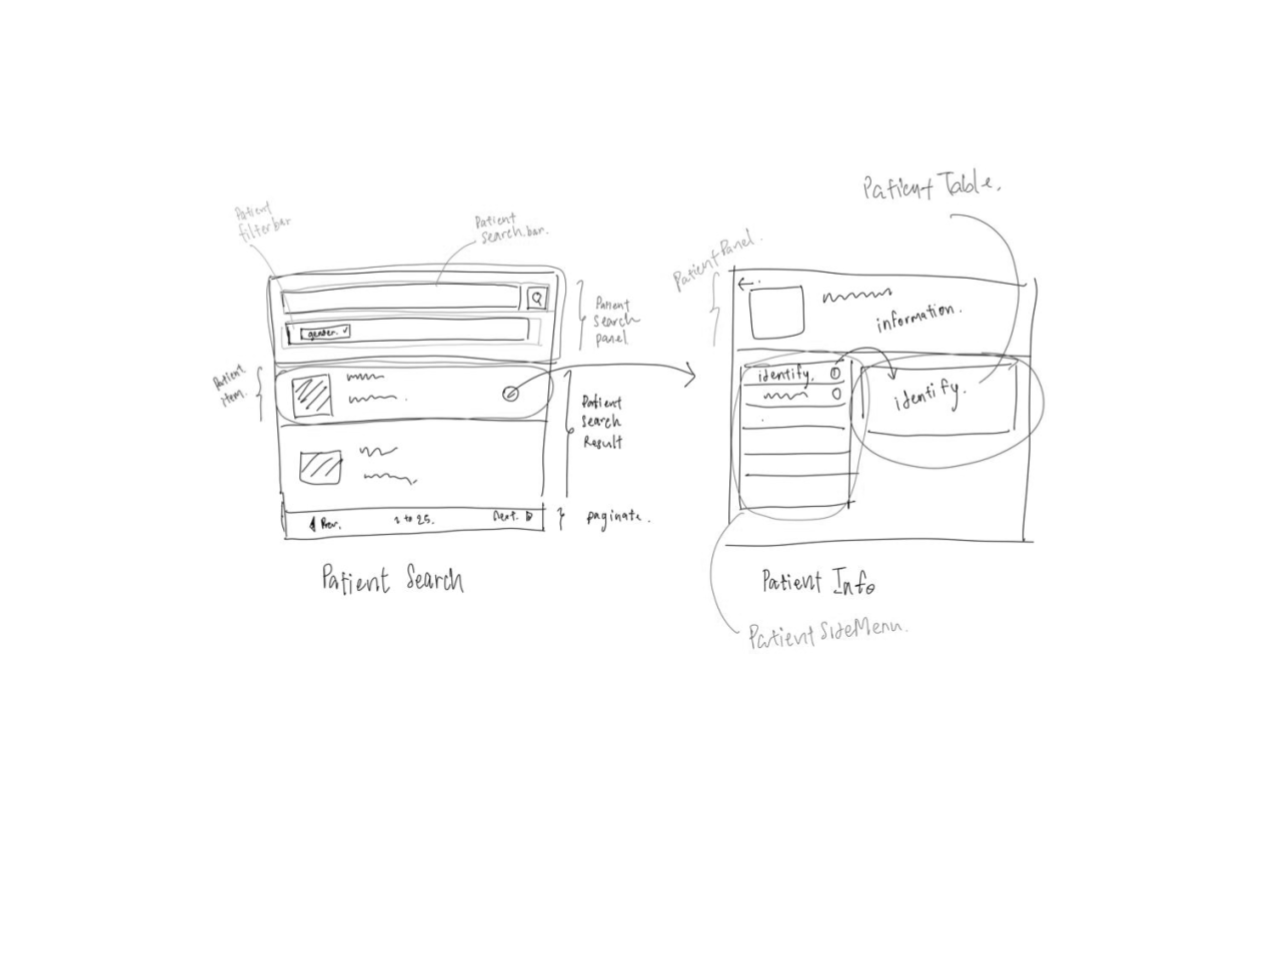 Patient
filterbar
Patient
search.bar.
gender
Patient
Search
panel
Patient
item.
Patient
Search
Result
Prev.
1 to 25.
Next.
paginate.
Patient Search
Patient Table.
Patient Panel.
information.
identify.
identify.
Patient Info
Patient SideMenu.